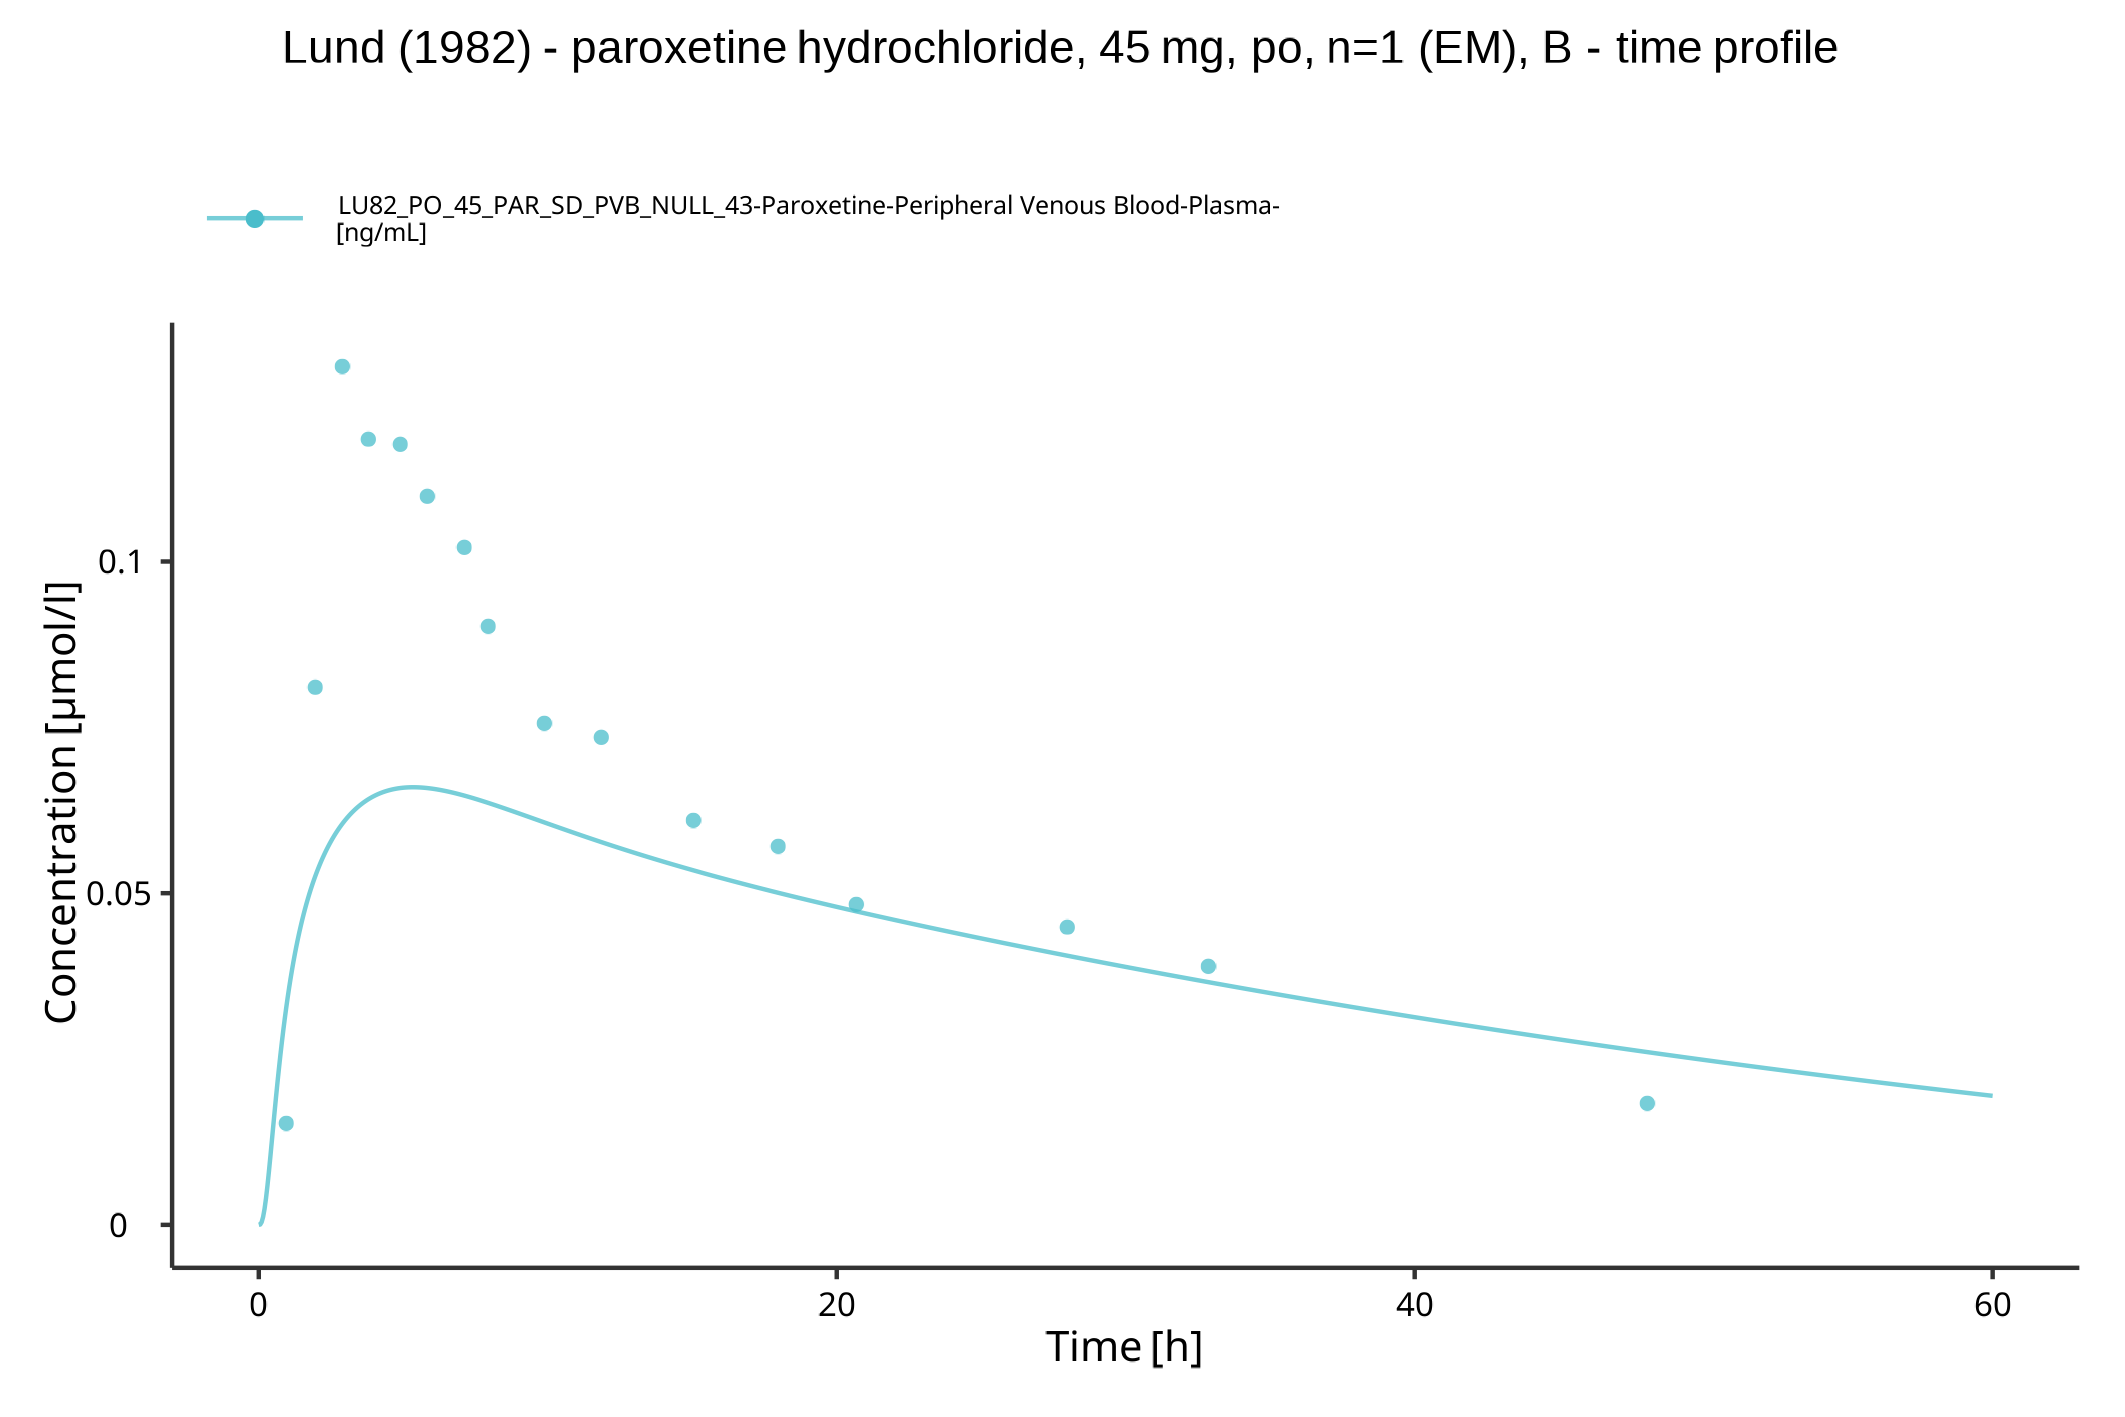 Lund (1982) - paroxetine hydrochloride, 45 mg, po, n=1 (EM), B - time profile
LU82_PO_45_PAR_SD_PVB_NULL_43-Paroxetine-Peripheral Venous Blood-Plasma-
[ng/mL]
Concentration [µmol/l]
0.1
0.05
0
0
20
40
60
Time [h]